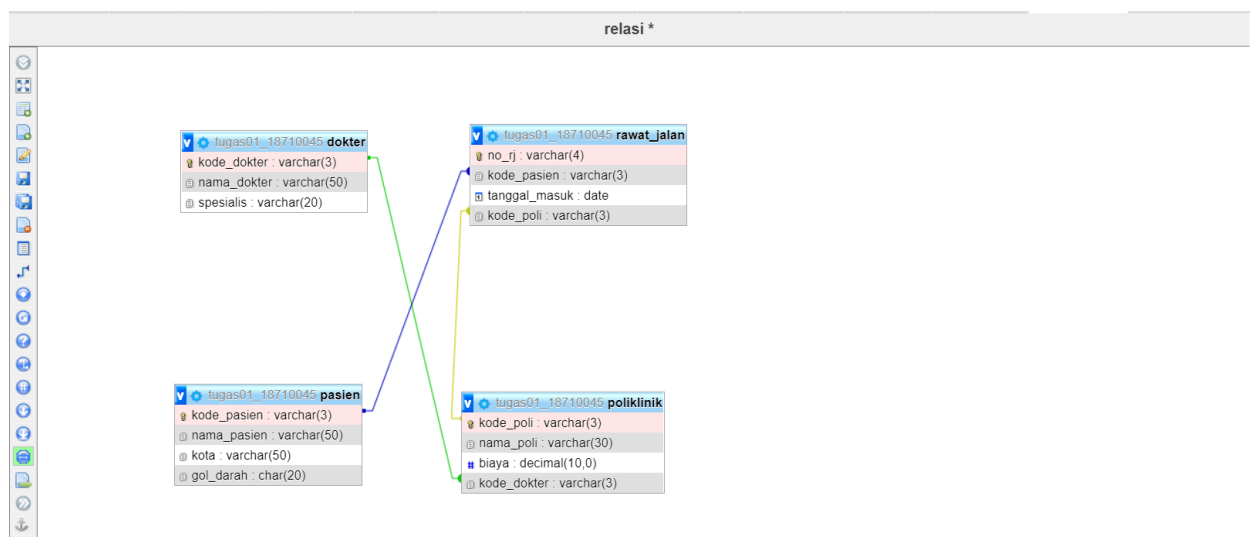 relasi *
tugas01_18710045 dokter
kode_dokter : varchar(3)
nama_dokter : varchar(50)
spesialis : varchar(20)
tugas01_18710045 rawat_jalan
no_rj : varchar(4)
kode_pasien : varchar(3)
tanggal_masuk : date
kode_poli : varchar(3)
tugas01_18710045 pasien
kode_pasien : varchar(3)
nama_pasien : varchar(50)
kota : varchar(50)
gol_darah : char(20)
tugas01_18710045 poliklinik
kode_poli : varchar(3)
nama_poli : varchar(30)
# biaya : decimal(10,0)
kode_dokter : varchar(3)